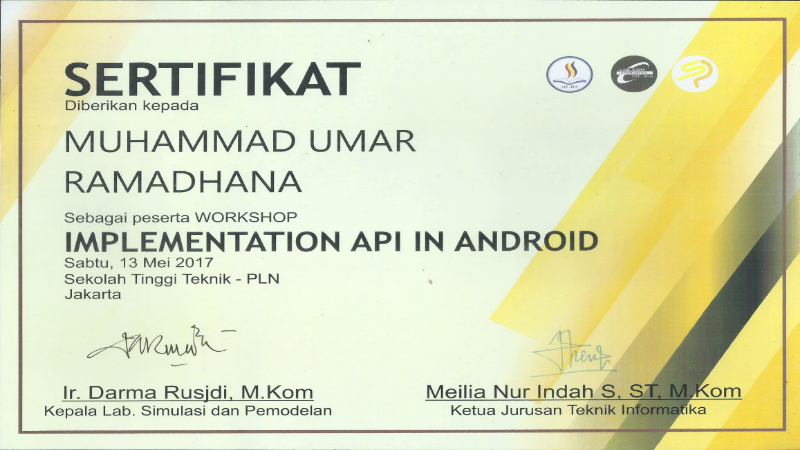 SERTIFIKAT
Diberikan kepada
MUHAMMAD UMAR
RAMADHANA
Sebagai peserta WORKSHOP
IMPLEMENTATION API IN ANDROID
Sabtu, 13 Mei 2017
Sekolah Tinggi Teknik - PLN
Jakarta
Ir. Darma Rusjdi, M.Kom
Kepala Lab. Simulasi dan Pemodelan
Meilia Nur Indah S, ST, M.Kom
Ketua Jurusan Teknik Informatika